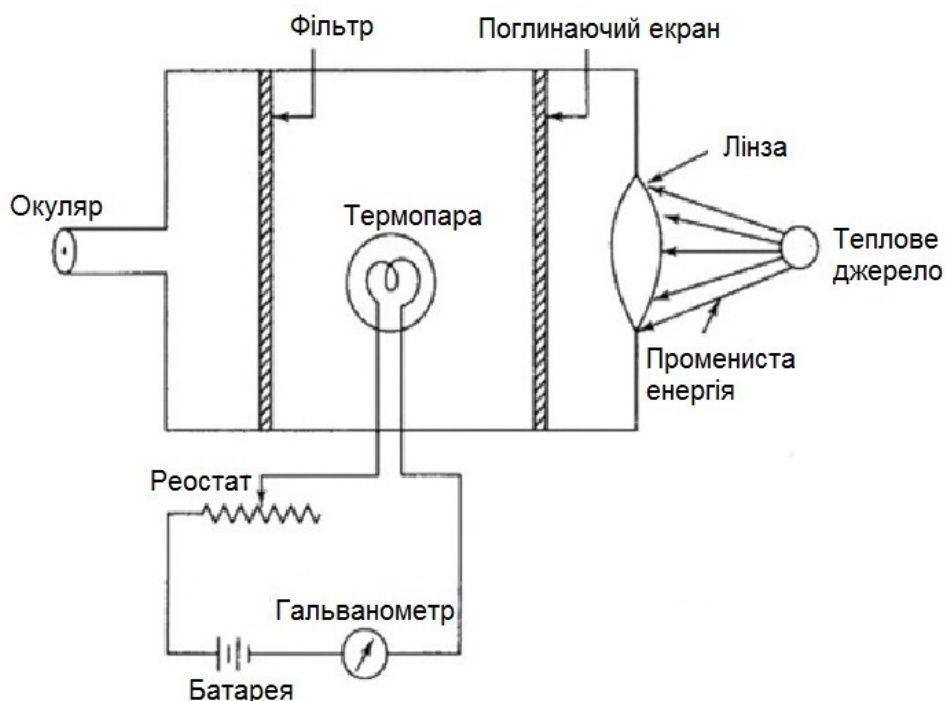 Фільтр
Поглинаючий екран
Лінза
Окуляр
Термопара
Теплове
джерело
Промениста
енергія
Реостат
Гальванометр
Батарея